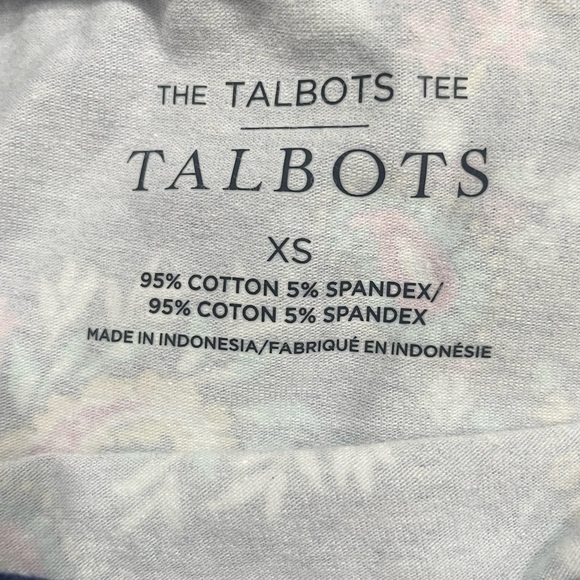 THE TALBOTS TEE
TALBOTS
XS
95% COTTON 5% SPANDEX/
95% COTON 5% SPANDEX
MADE IN INDONESIA/FABRIQUÉ EN INDONÉSIE